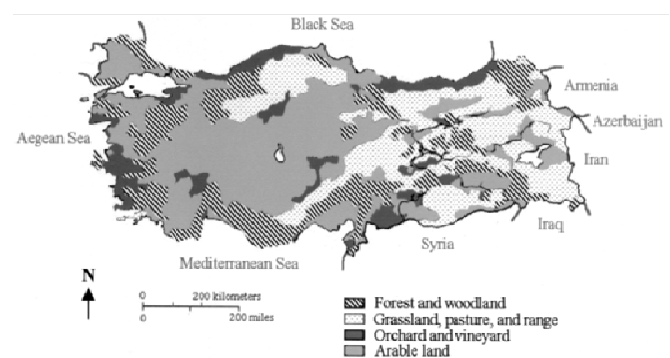 Black Sea
Armenia
Azerbaijan
Aegean Sea
Iran
Iraq
Syria
Mediterranean Sea
N
0 200 kilometers
0 200 miles
Forest and woodland
Grassland, pasture, and range
Orchard and vineyard
Arable land